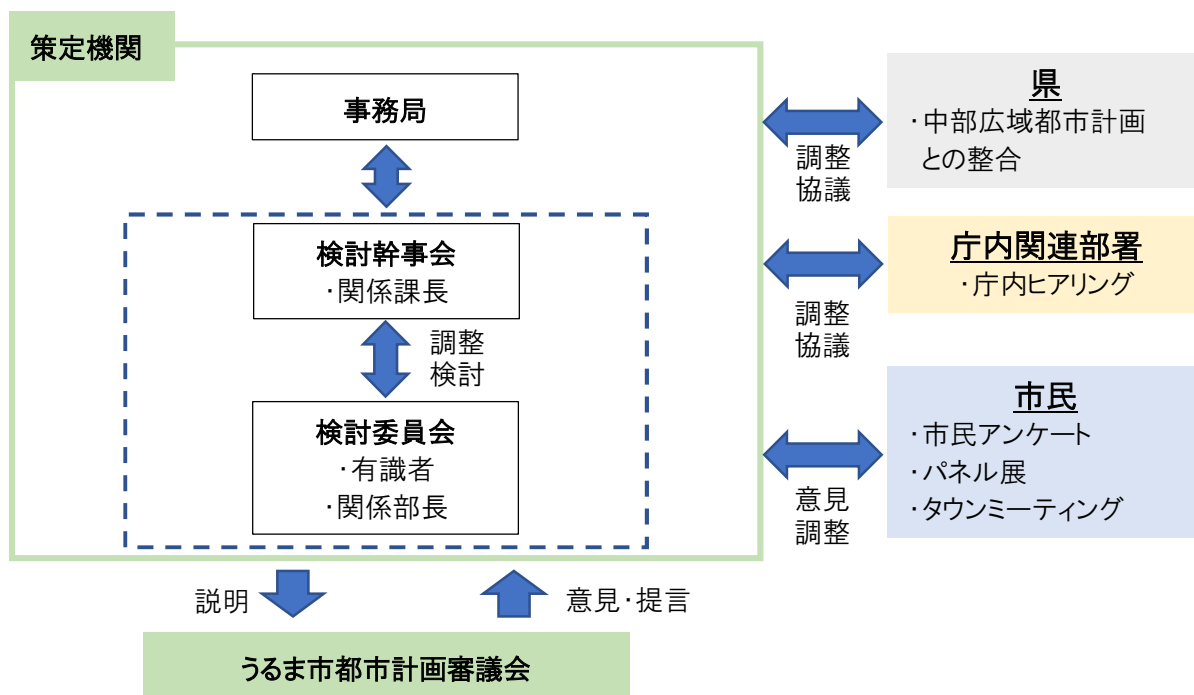 策定機関
事務局
検討幹事会
・関係課長
調整
検討
検討委員会
・有識者
・関係部長
調整
協議
県
・中部広域都市計画
との整合
調整
協議
庁内関連部署
・庁内ヒアリング
意見
調整
市民
・市民アンケート
・パネル展
・タウンミーティング
説明
意見・提言
うるま市都市計画審議会